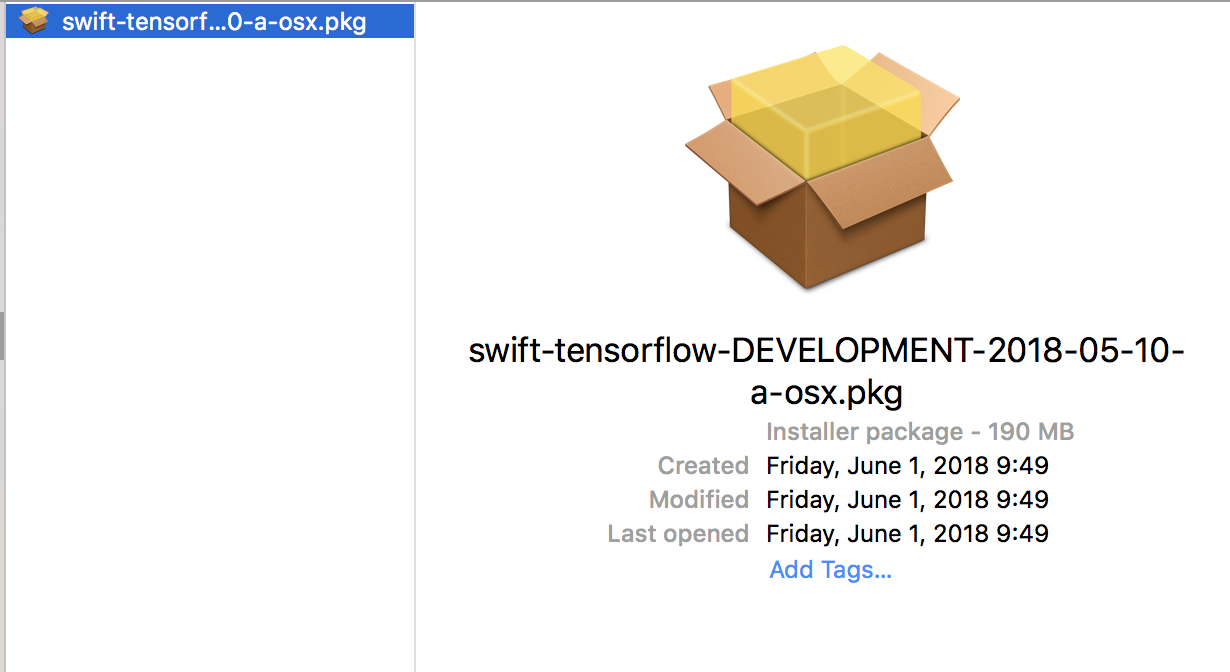 swift-tensorf...0-a-osx.pkg
swift-tensorflow-DEVELOPMENT-2018-05-10-
a-osx.pkg
Installer package - 190 MB
Created Friday, June 1, 2018 9:49
Modified Friday, June 1, 2018 9:49
Last opened Friday, June 1, 2018 9:49
Add Tags...